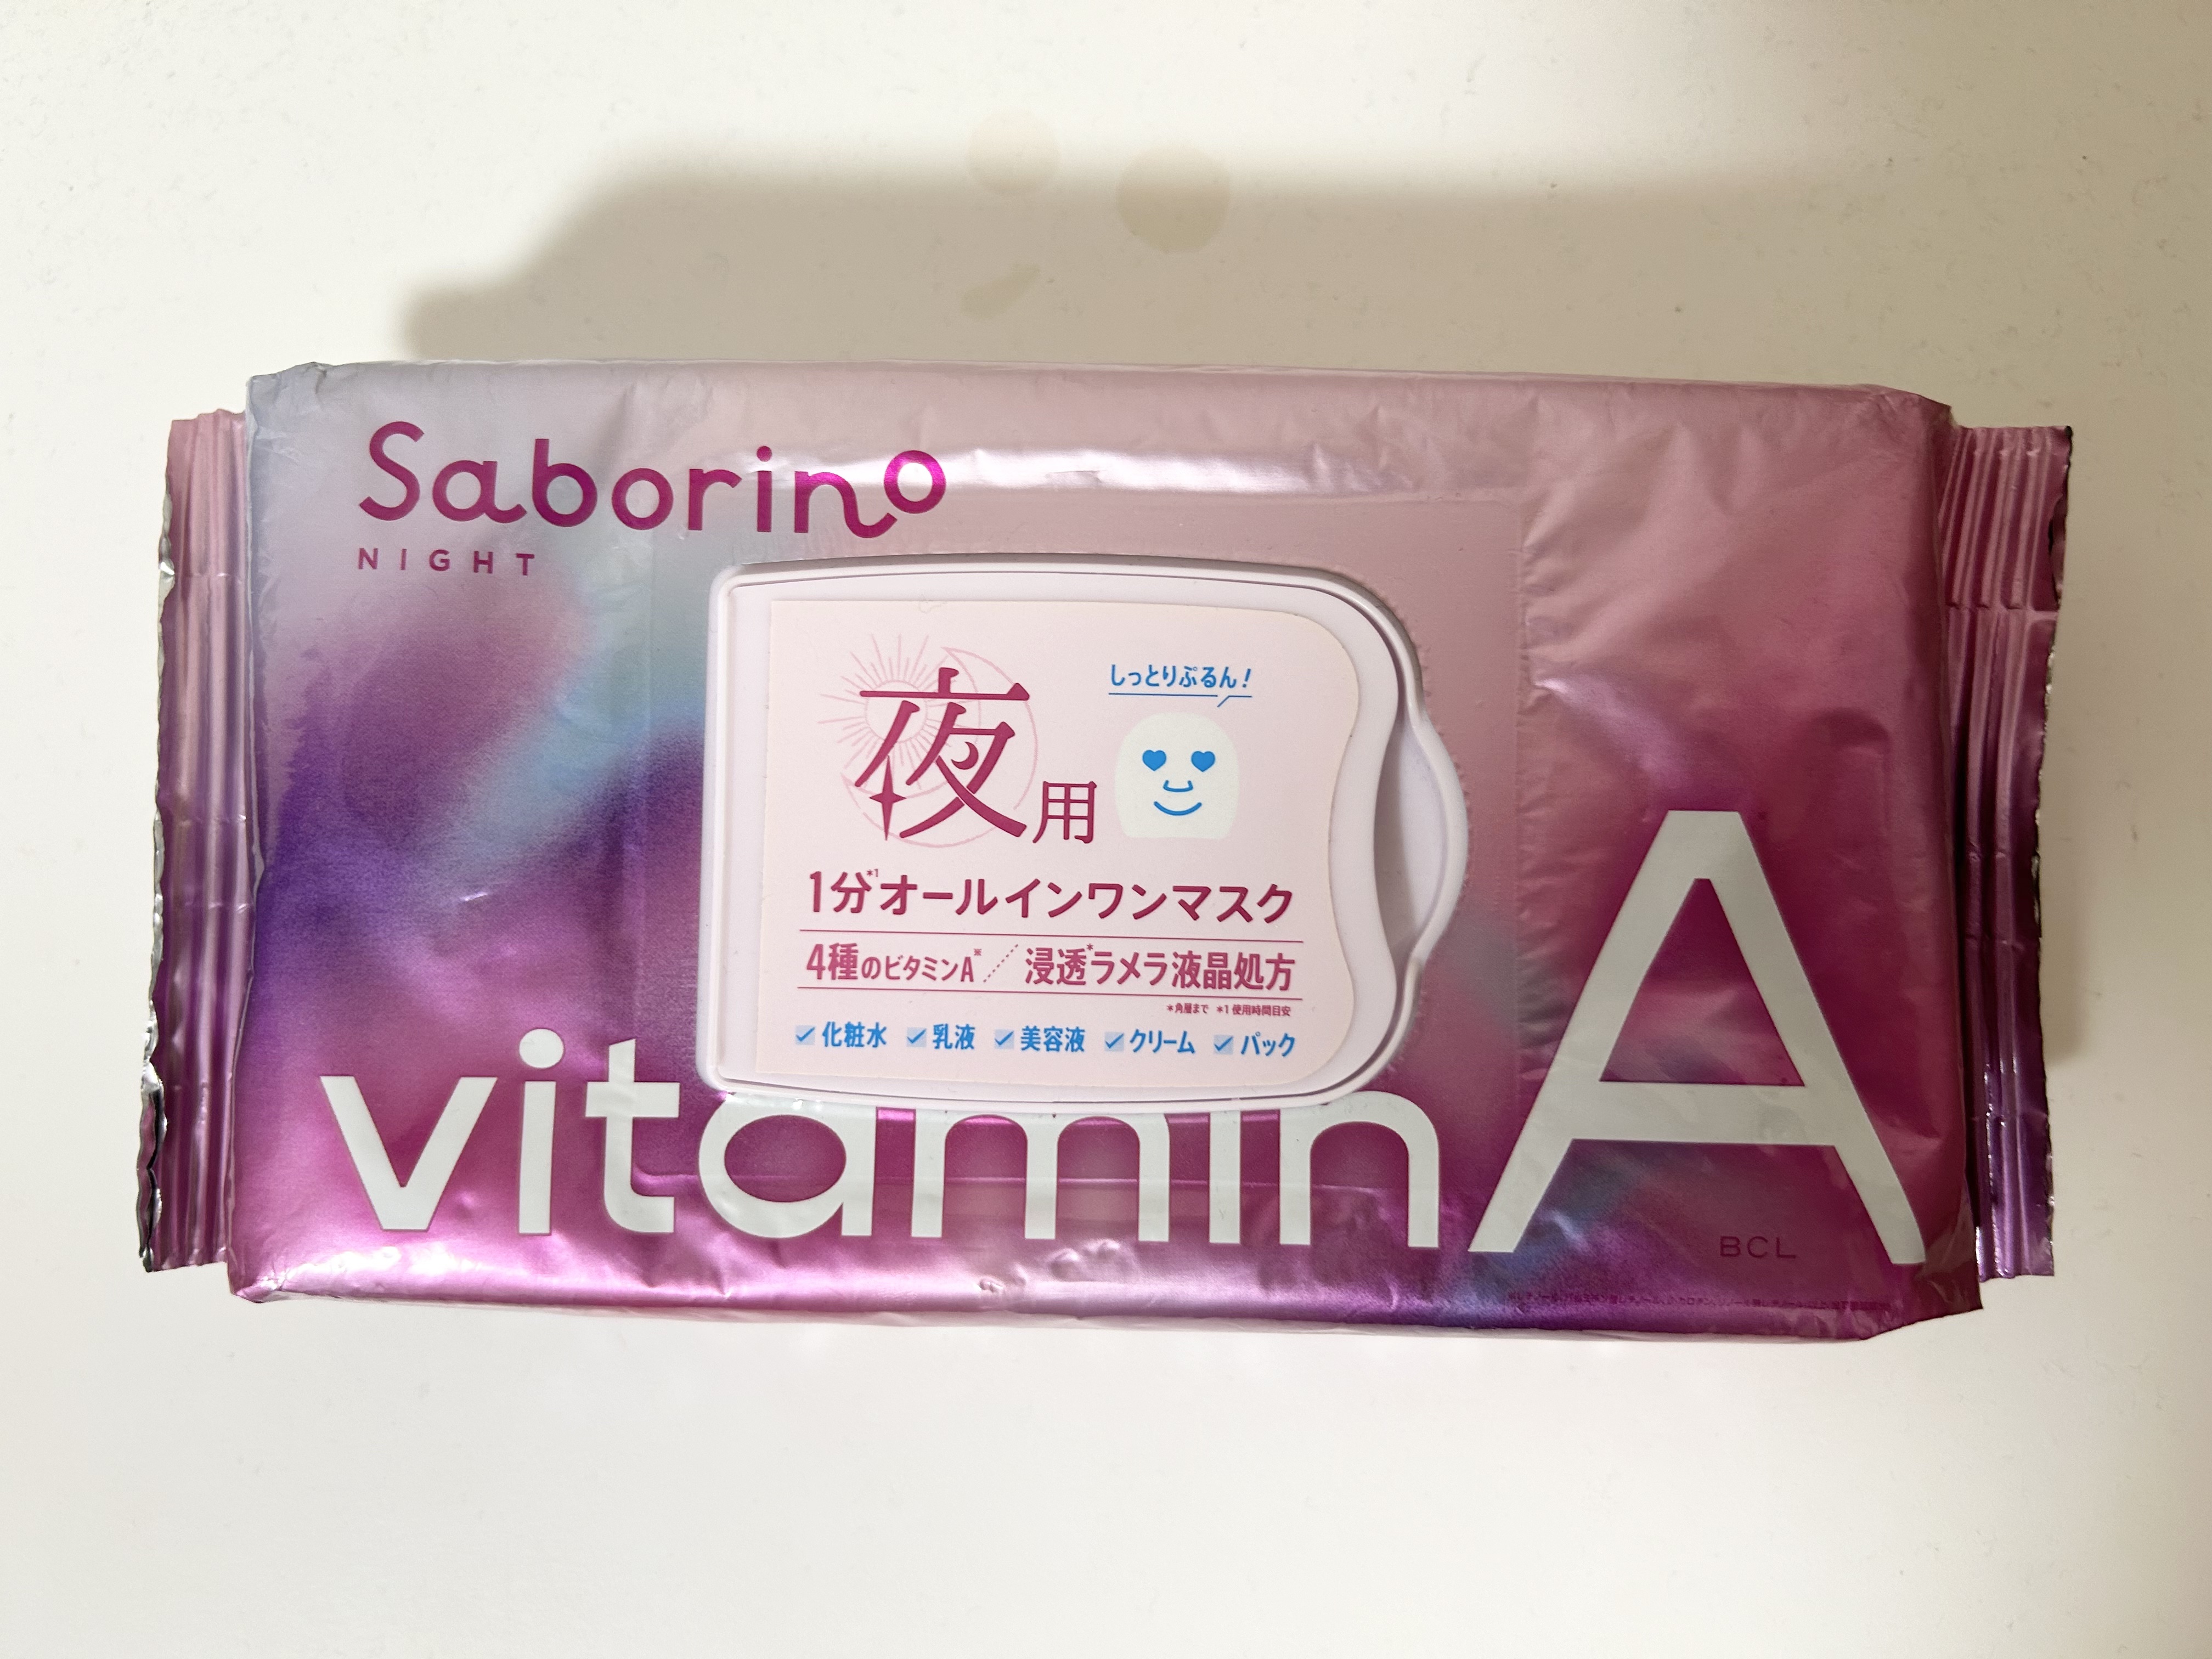 Saborino
NIGHT
しっとりぷるん!
夜用
1分*1オールインワンマスク
4種のビタミンA※ 浸透*ラメラ液晶処方
*角層まで *1 使用時間目安
化粧水 乳液 美容液 クリーム パック
vitamin A
BCL